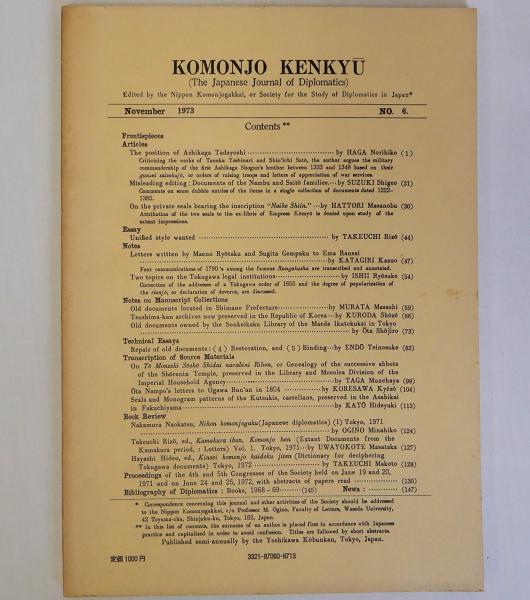 KOMONJO KENKYŪ
(The Japanese Journal of Diplomatics)
Edited by the Nippon Komonjogakkai, or Society for the Study of Diplomatics in Japan*
November 1973 NO. 6.
Contents **
Frontispieces
Articles
The position of Ashikaga Tadayoshi ⋯⋯ by HAGA Norihiko (1)
Criticizing the works of Tanaka Yoshinari and Shin'ichi Satō, the author argues the military
commandership of the first Ashikaga Shogun's brother between 1333 and 1348 based on their
gunzei saisokujō, or orders of raising troops and letters of appreciation of war services.
Misleading editing: Documents of the Nambu and Saitō families.⋯by SUZUKI Shigeo (21)
Comments on some dubious entries of the items in a single collection of documents dated 1222-
1385.
On the private seals bearing the inscription "Naike Shiin." ⋯by HATTORI Masanobu (30)
Attribution of the two seals to the ex-libris of Empress Kōmyō is denied upon study of the
extant impressions.
Essay
Unified style wanted ⋯⋯ by TAKEUCHI Rizō (44)
Notes
Letters written by Maeno Ryōtaku and Sugita Gempaku to Ema Ransai
⋯⋯by KATAGIRI Kazuo (47)
Four communications of 1790's among the famous Rangakusha are transcribed and annotated.
Two topics on the Tokugawa legal institutions⋯⋯by ISHII Ryōsuke (54)
Correction of the addressee of a Tokugawa order of 1655 and the degree of popularization of
the rienjō, or declaration of divorce, are discussed.
Notes on Manuscript Collections
Old documents located in Shimane Prefecture⋯⋯by MURATA Masashi (59)
Tsushima-han archives now preserved in the Republic of Korea⋯by KURODA Shōzō (66)
Old documents owned by the Sonkeikaku Library of the Maeda Ikutokukai in Tokyo
⋯⋯ by Ōta Shōjirō (73)
Technical Essays
Repair of old documents: (4) Restoration, and (5) Binding⋯by ENDŌ Teinosuke (82)
Transcription of Source Materials
On Tō Monzeki Sōshō Shidai narabini Rihon, or Genealogy of the successive abbots
of the Shōrenin Temple, preserved in the Library and Mosolea Division of the
Imperial Household Agency⋯⋯by TAGA Munehaya (99)
Ōta Nampo's letters to Ogawa Bun'an in 1804 ⋯⋯by KORESAWA Kyōzō (104)
Seals and Monogram patterns of the Kutsukis, castellans, preserved in the Asahikai
in Fukuchiyama⋯⋯by KATŌ Hideyuki (113)
Book Review
Nakamura Naokatsu, Nihon komonjogaku(Japanese diplomatics) (I) Tokyo, 1971
⋯⋯ by OGINO Minahiko (124)
Takeuchi Rizō, ed., Kamakura ibun, Komonjo hen (Extant Documents from the
Kamakura period,: Letters) Vol. 1. Tokyo, 1971⋯by UWAYOKOTE Masataka (127)
Hayashi Hideo, ed., Kinsei komonjo kaidoku jiten (Dictionary for deciphering
Tokugawa documents) Tokyo, 1972 ⋯⋯by TAKEUCHI Makoto (128)
Proceedings of the 4th and 5th Congresses of the Society held on June 19 and 20,
1971 and on June 24 and 25, 1972, with abstracts of papers read ⋯⋯(130)
Bibliography of Diplomatics: Books, 1968-69⋯⋯(145) News: ⋯⋯(147)
* Correspondence concerning this journal and other activities of the Society should be addressed
to the Nippon Komonjogakkai, c/o Professor M. Ogino, Faculty of Letters, Waseda University,
42 Toyama-cho, Shinjuku-ku, Tokyo, 162, Japan.
** In this list of contents, the surname of an author is placed first in accordance with Japanese
practice and capitalized in order to avoid confusion. Titles are followed by short abstracts.
Published semi-annually by the Yoshikawa Kōbunkan, Tokyo, Japan.
定価1000円 3321-87060-8713